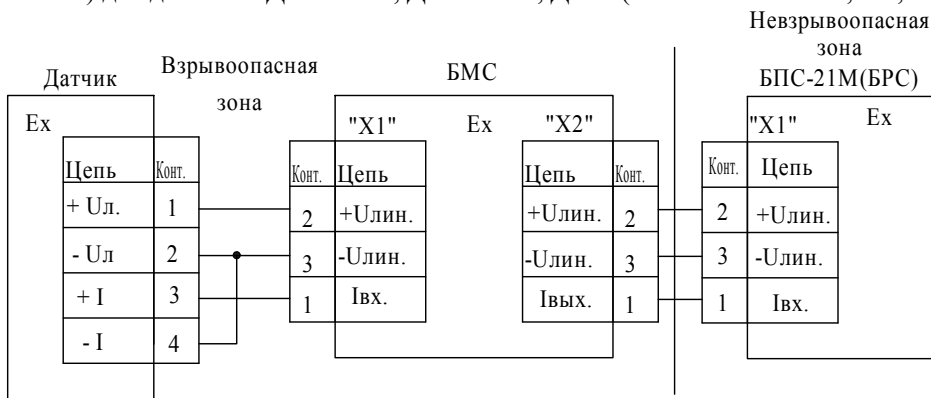 Невзрывоопасная
зона
БПС-21М(БРС)
Взрывоопасная
зона
БМС
Датчик
Ex
Цепь Конт.
+ Uл. 1
- Uл 2
+ I 3
- I 4
"X1" Ex "X2"
Конт. Цепь
2 +Uлин.
3 -Uлин.
1 Iвх.
Цепь Конт.
+Uлин. 2
-Uлин. 3
Iвых. 1
"X1" Ex
Конт. Цепь
2 +Uлин.
3 -Uлин.
1 Iвх.